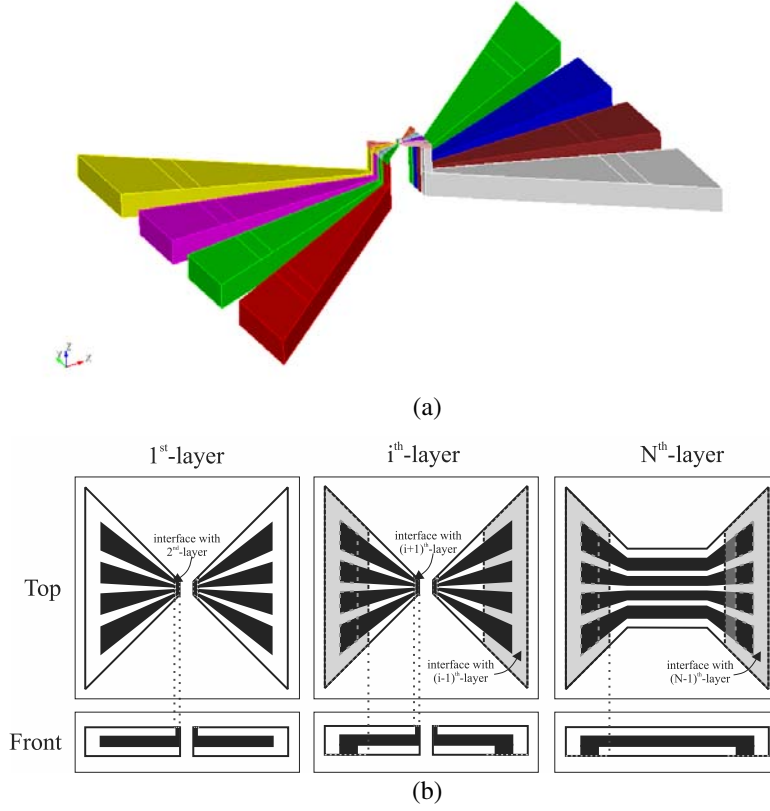 Y Z X
(a)
1st-layer
ith-layer
Nth-layer
Top
interface with
2nd-layer
interface with
(i+1)th-layer
interface with
(i-1)th-layer
interface with
(N-1)th-layer
Front
(b)